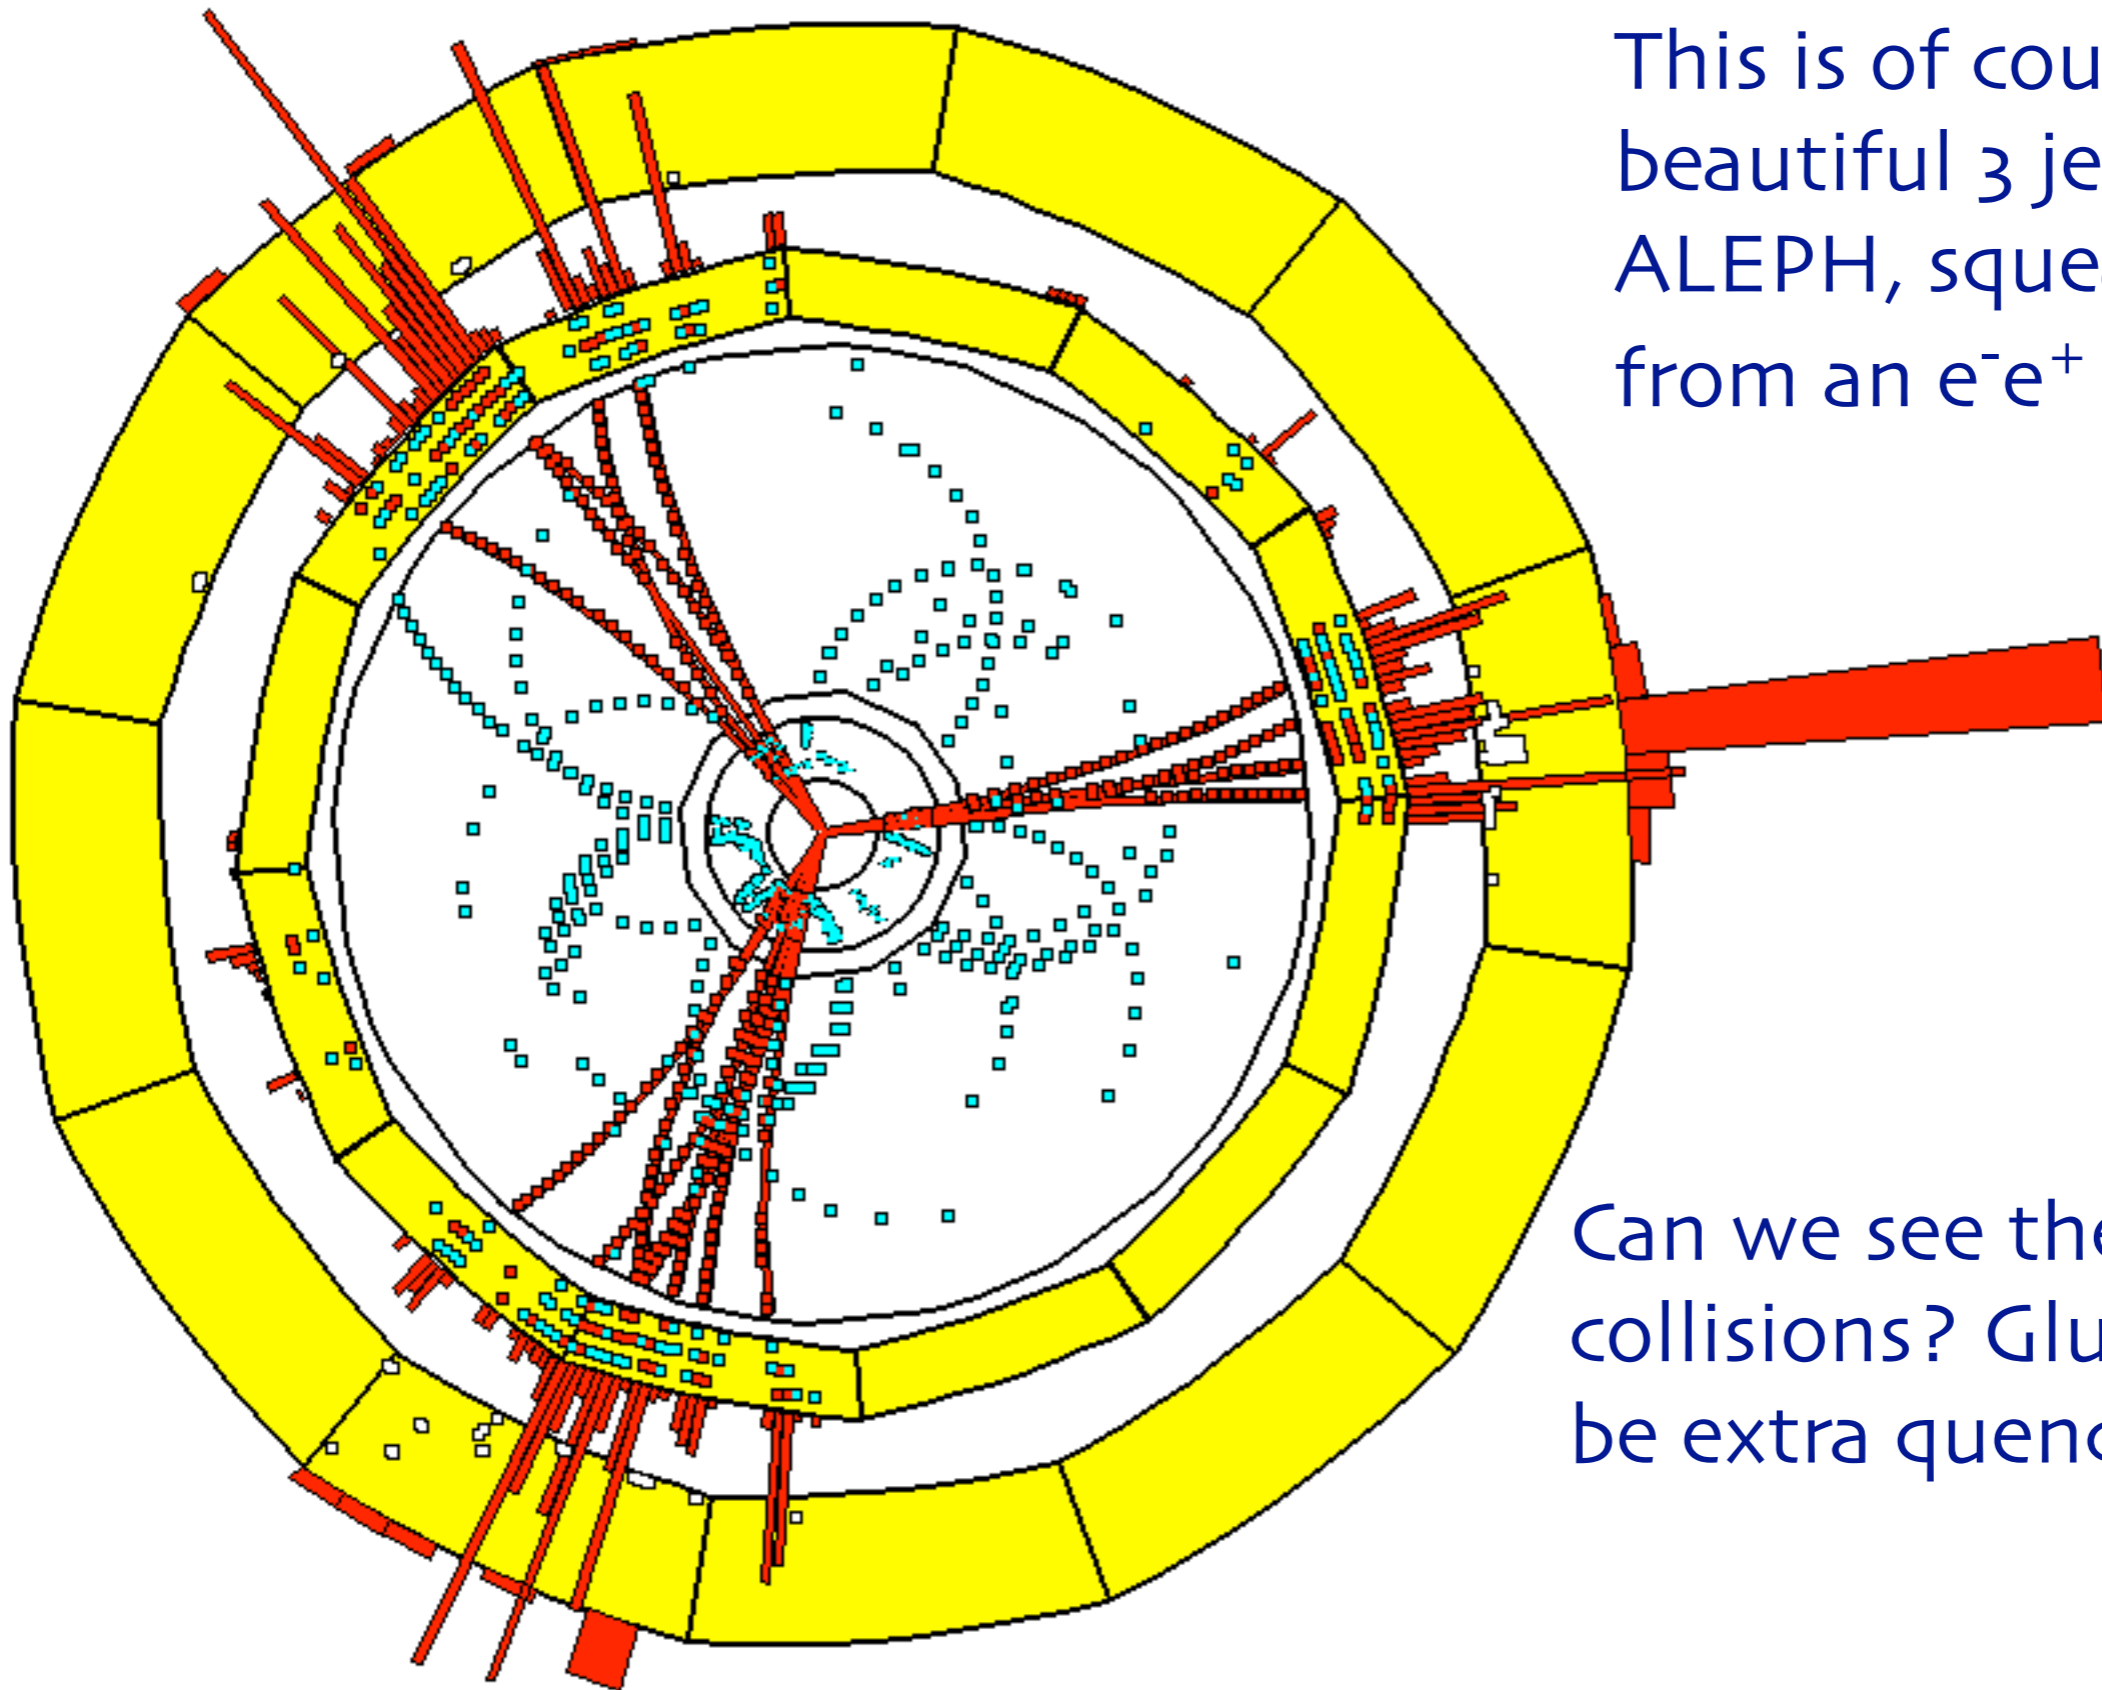 This is of cou
beautiful 3 je
ALEPH, sque
from an e⁻e⁺
Can we see the
collisions? Glu
be extra quenc